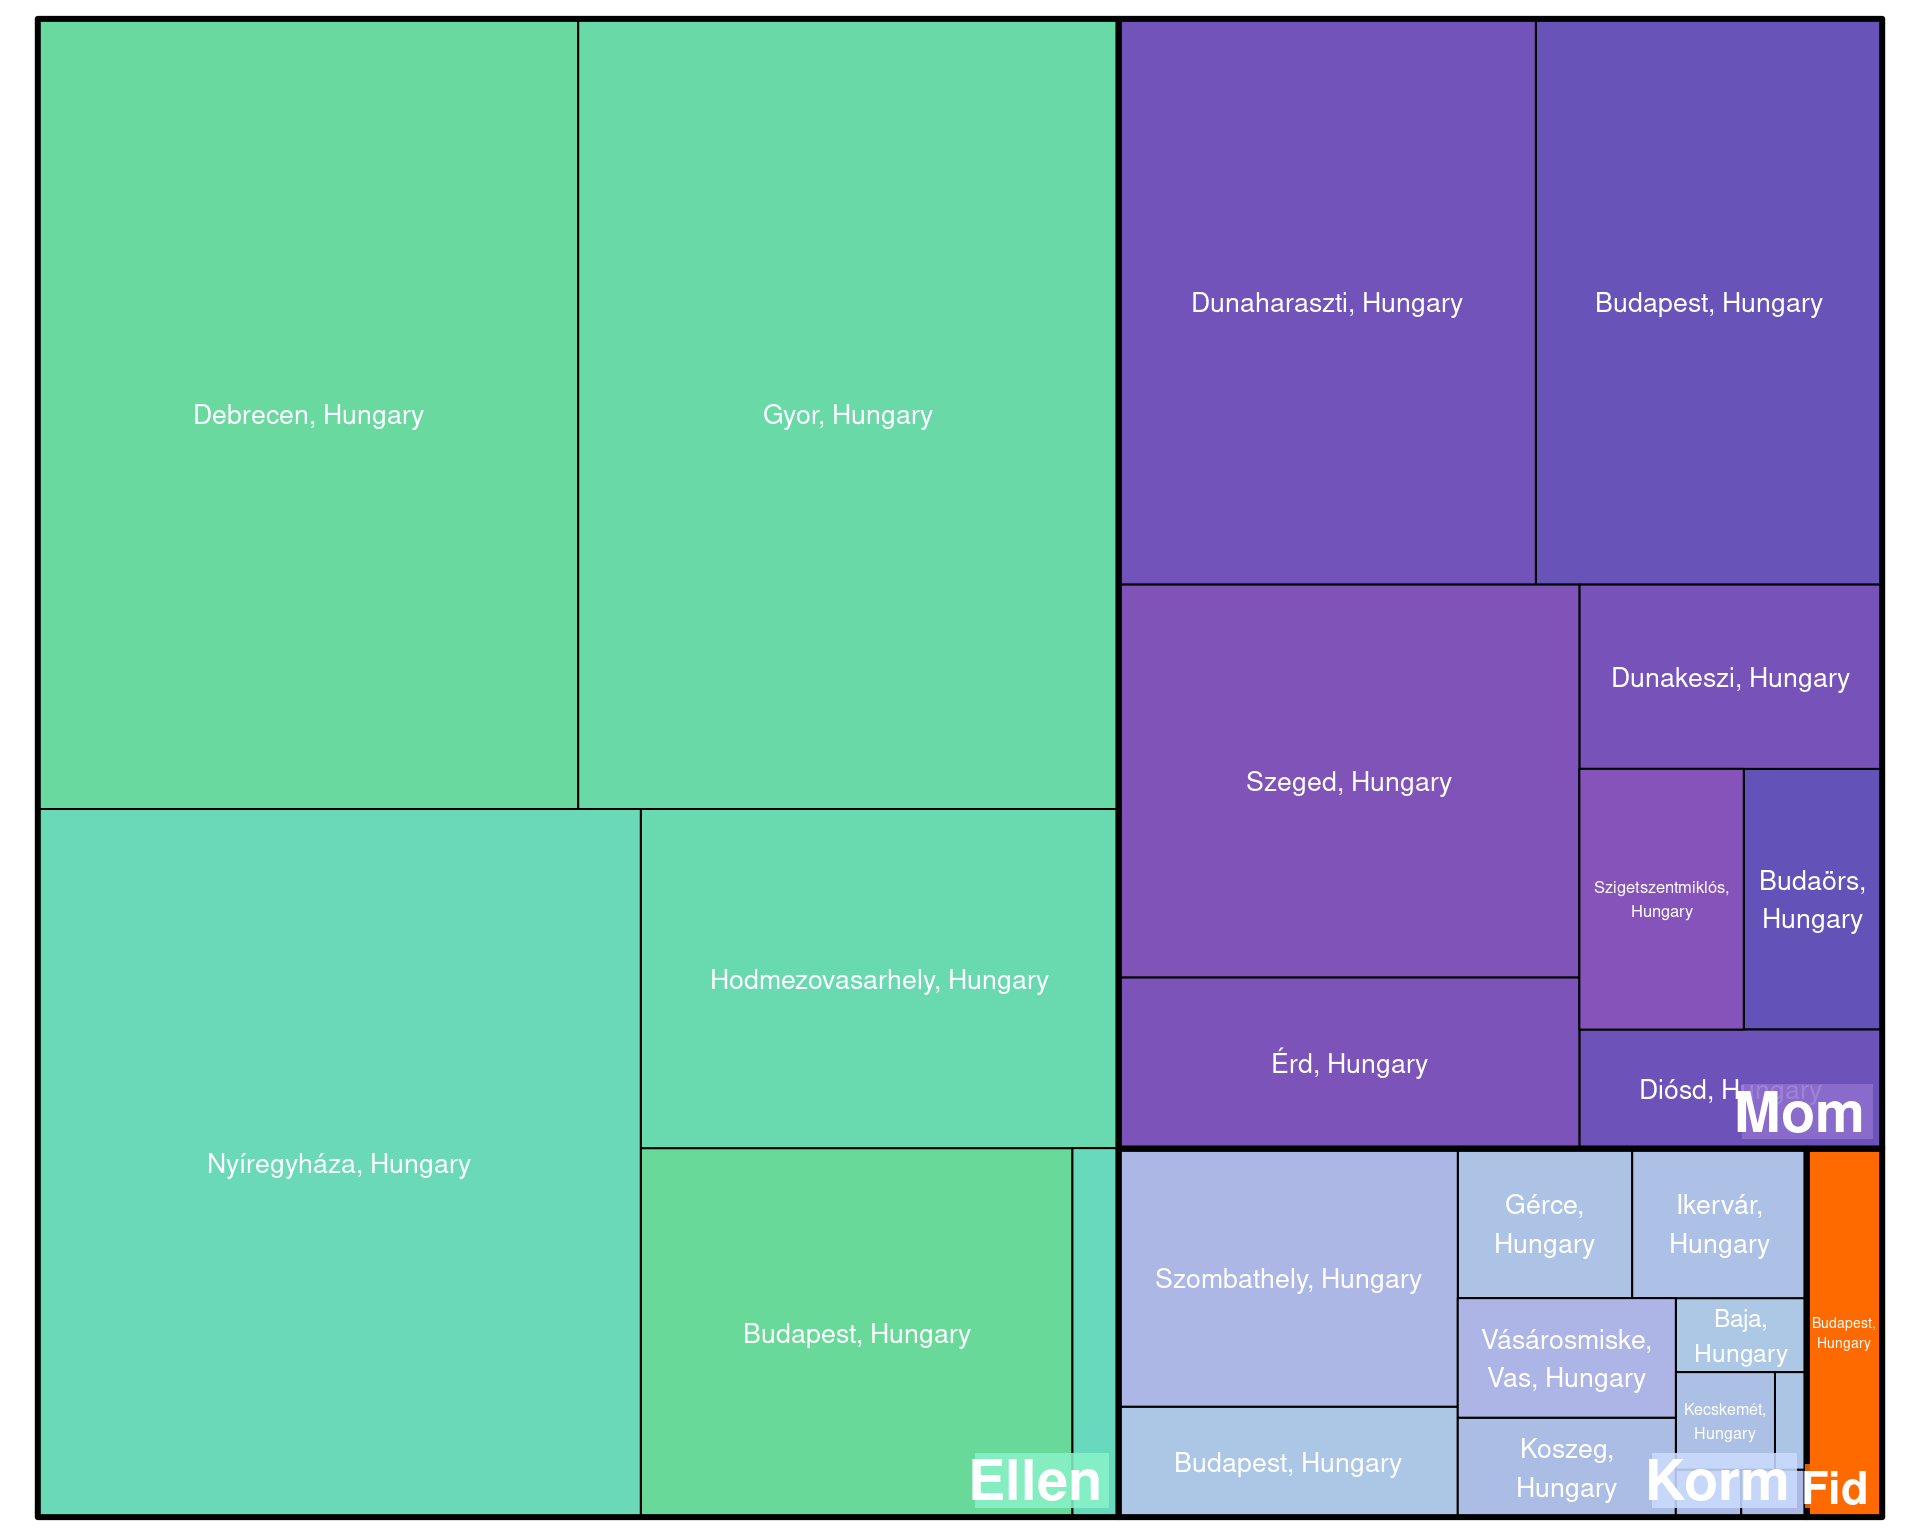 Debrecen, Hungary
Gyor, Hungary
Nyíregyháza, Hungary
Hodmezovasarhely, Hungary
Budapest, Hungary
Ellen
Dunaharaszti, Hungary
Budapest, Hungary
Szeged, Hungary
Dunakeszi, Hungary
Szigetszentmiklós,
Hungary
Budaörs,
Hungary
Érd, Hungary
Diósd, Hungary
Mom
Szombathely, Hungary
Budapest, Hungary
Gérce,
Hungary
Ikervár,
Hungary
Vásárosmiske,
Vas, Hungary
Baja,
Hungary
Kecskemét,
Hungary
Koszeg,
Hungary
Korm
Budapest,
Hungary
Fid